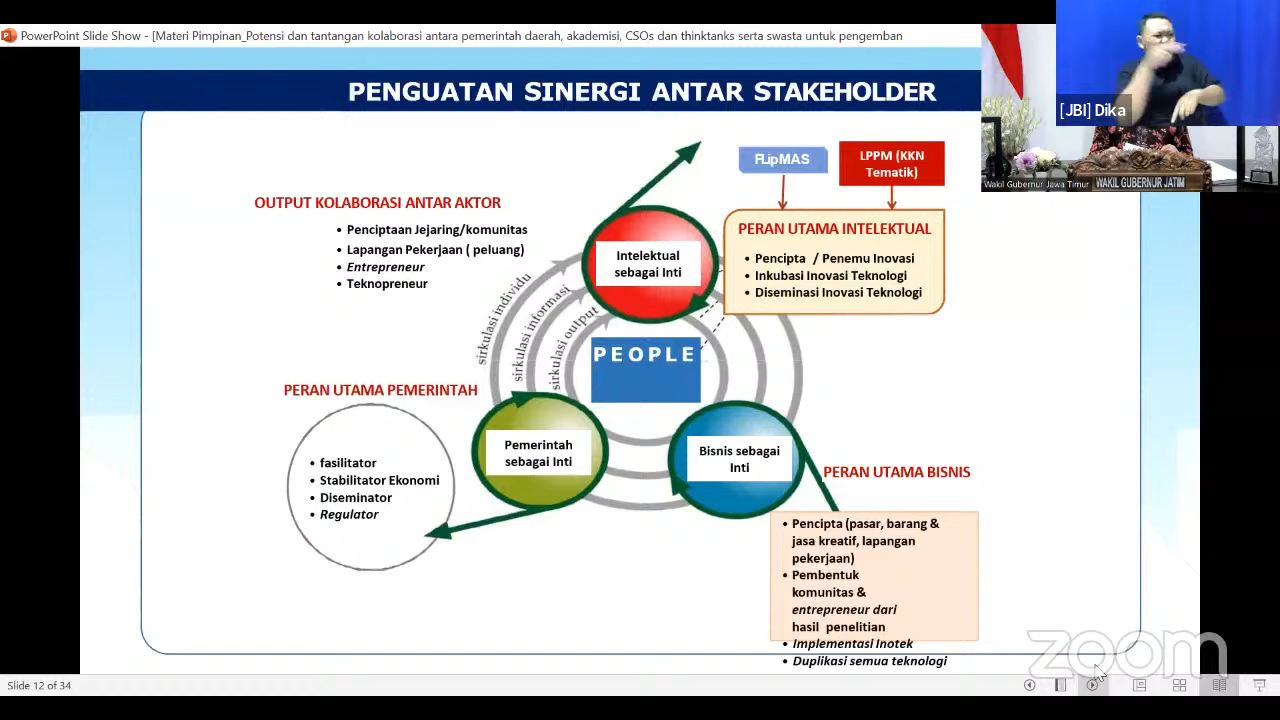 PowerPoint Slide Show - [Materi Pimpinan_Potensi dan tantangan kolaborasi antara pemerintah daerah, akademisi, CSOs dan thinktanks serta swasta untuk pengemban
PENGUATAN SINERGI ANTAR STAKEHOLDER
[JBI] Dika
Wakil Gubernur Jawa Timur
WAKIL GUBERNUR JATIM
FLipMAS
LPPM (KKN
Tematik)
OUTPUT KOLABORASI ANTAR AKTOR
• Penciptaan Jejaring/komunitas
• Lapangan Pekerjaan ( peluang)
• Entrepreneur
• Teknopreneur
Intelektual
sebagai Inti
PERAN UTAMA INTELEKTUAL
• Pencipta / Penemu Inovasi
• Inkubasi Inovasi Teknologi
• Diseminasi Inovasi Teknologi
sirkulasi individu
sirkulasi informasi
sirkulasi output
PEOPLE
PERAN UTAMA PEMERINTAH
• fasilitator
• Stabilitator Ekonomi
• Diseminator
• Regulator
Pemerintah
sebagai Inti
Bisnis sebagai
Inti
PERAN UTAMA BISNIS
• Pencipta (pasar, barang &
jasa kreatif, lapangan
pekerjaan)
• Pembentuk
komunitas &
entrepreneur dari
hasil penelitian
• Implementasi Inotek
• Duplikasi semua teknologi
zoom
Slide 12 of 34